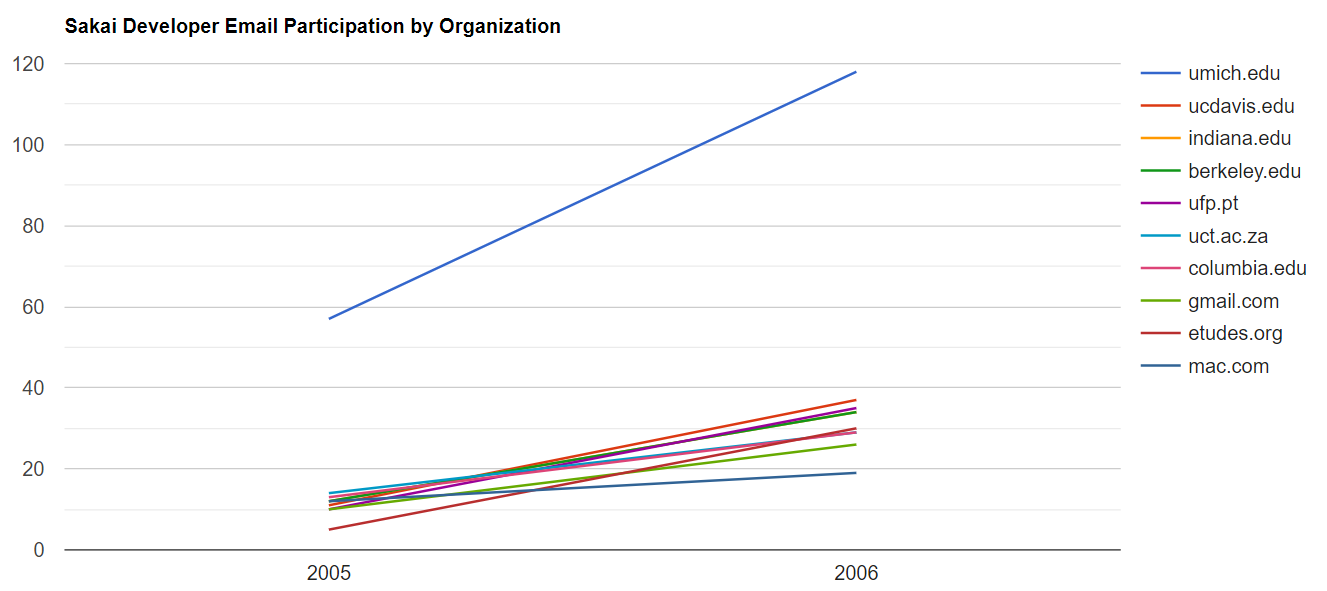 Sakai Developer Email Participation by Organization
120
100
80
60
40
20
0
2005 2006
umich.edu
ucdavis.edu
indiana.edu
berkeley.edu
ufp.pt
uct.ac.za
columbia.edu
gmail.com
etudes.org
mac.com